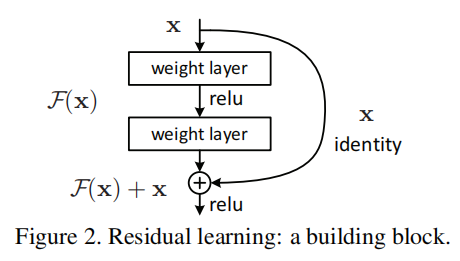 x
weight layer
F(x)
relu
x
weight layer
identity
F(x) + x
+
relu
Figure 2. Residual learning: a building block.